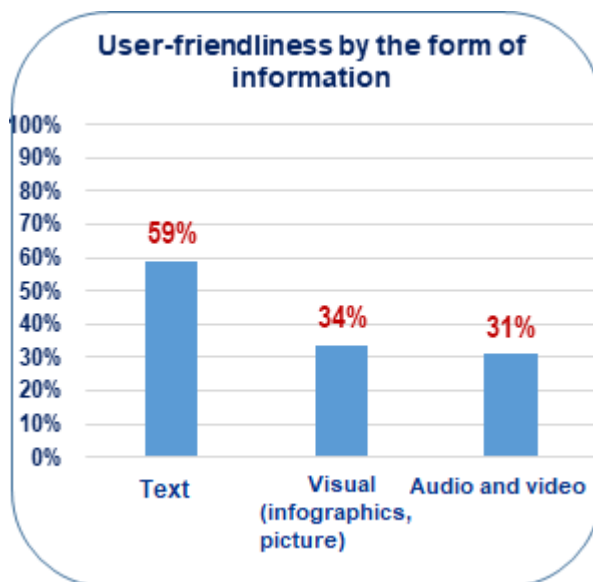 User-friendliness by the form of
information
100%
90%
80%
70%
60%
50%
40%
30%
20%
10%
0%
59%
34%
31%
Text
Visual
(infographics,
picture)
Audio and video